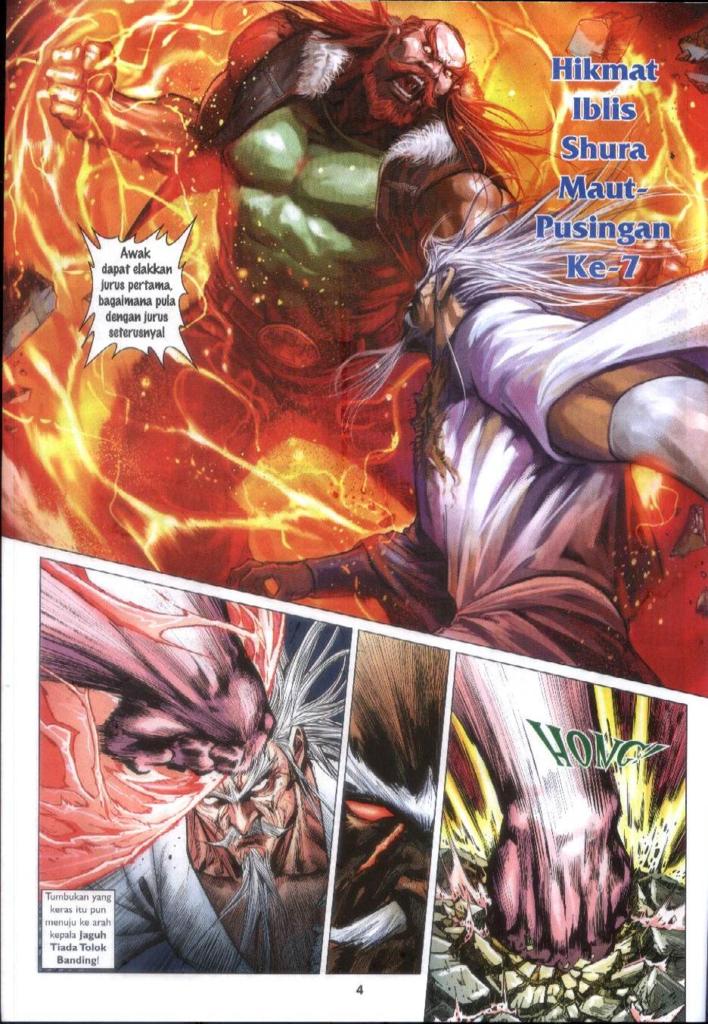 Hikmat
Iblis
Shura
Maut-
Pusingan
Ke-7
Awak
dapat elakkan
jurus pertama,
bagaimana pula
dengan jurus
seterusnya!
HONG!!
Tumbukan yang
keras itu pun
menuju ke arah
kepala Jaguh
Tiada Tolok
Banding!
4